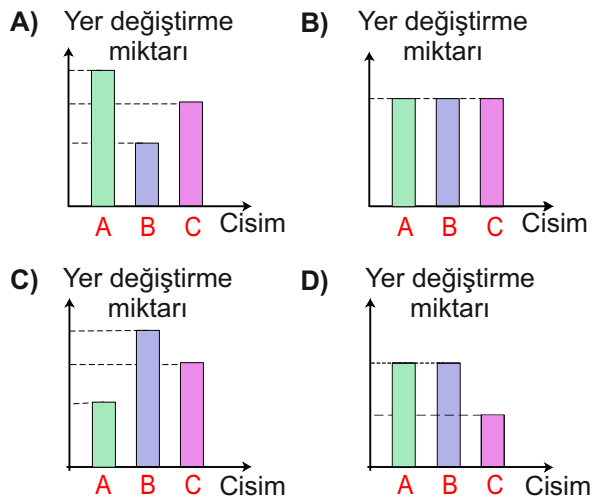 A) Yer değiştirme
miktarı
A B C Cisim
B) Yer değiştirme
miktarı
A B C Cisim
C) Yer değiştirme
miktarı
A B C Cisim
D) Yer değiştirme
miktarı
A B C Cisim